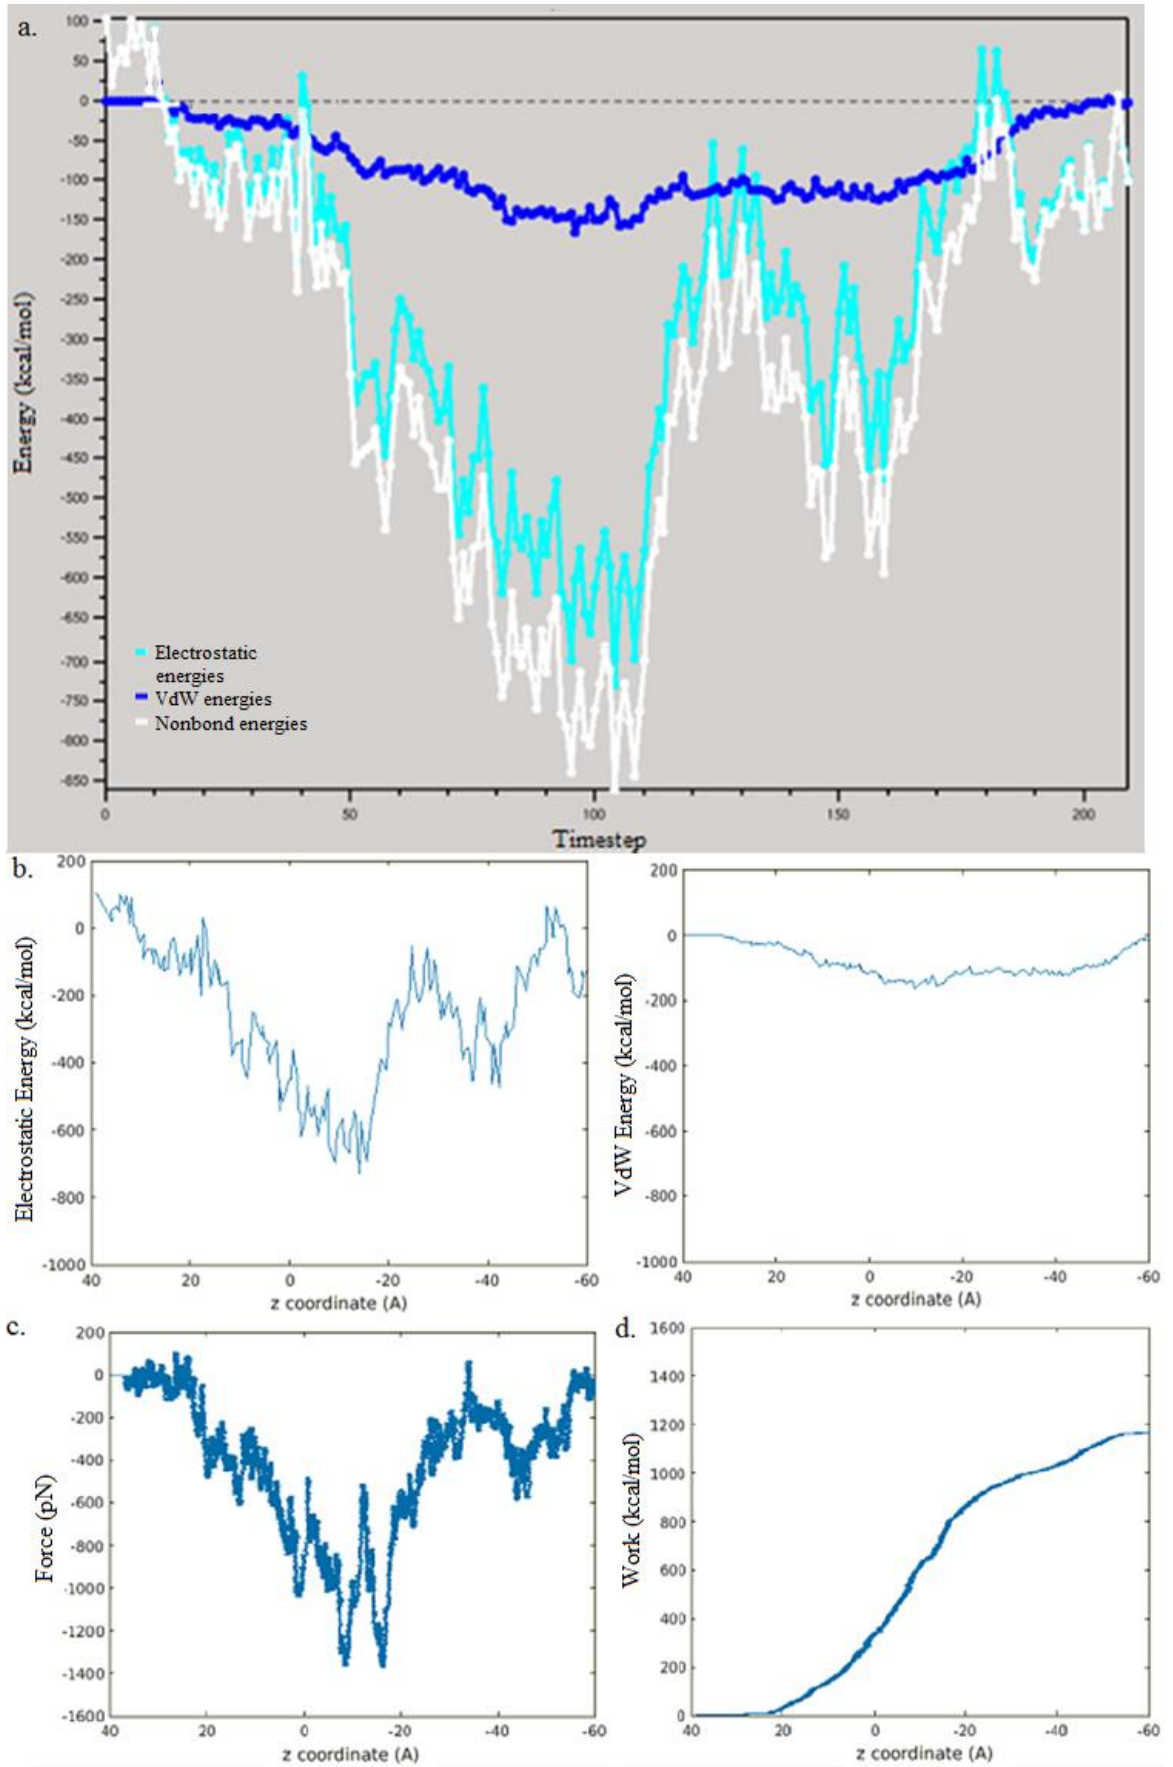 a.
100
50
0
-50
-100
-150
-200
-250
-300
-350
-400
-450
-500
-550
-600
-650
-700
-750
-800
-850
Energy (kcal/mol)
Electrostatic
energies
VdW energies
Nonbond energies
0 50 100 150 200
Timestep
b.
200
0
-200
-400
-600
-800
-1000
Electrostatic Energy (kcal/mol)
40 20 0 -20 -40 -60
z coordinate (A)
200
0
-200
-400
-600
-800
-1000
VdW Energy (kcal/mol)
40 20 0 -20 -40 -60
z coordinate (A)
c.
200
0
-200
-400
-600
-800
-1000
-1200
-1400
-1600
Force (pN)
40 20 0 -20 -40 -60
z coordinate (A)
d.
1600
1400
1200
1000
800
600
400
200
0
Work (kcal/mol)
40 20 0 -20 -40 -60
z coordinate (A)